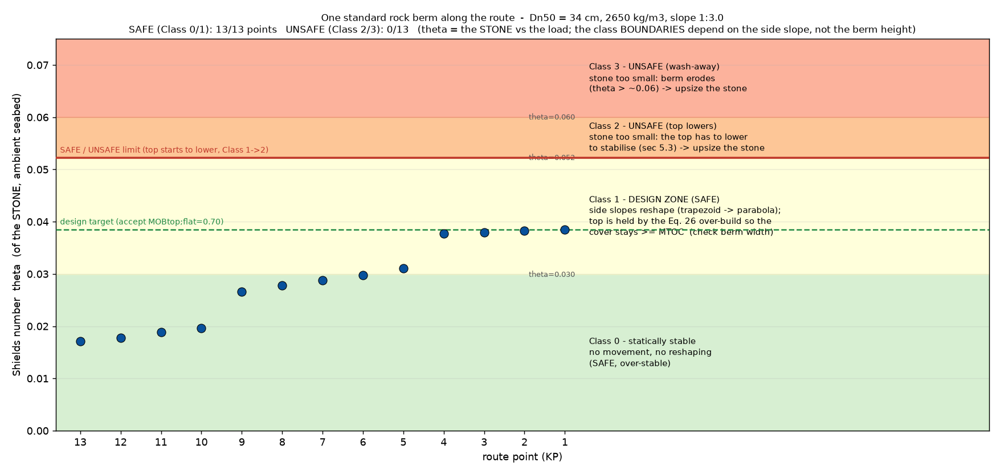 One standard rock berm along the route - Dn50 = 34 cm, 2650 kg/m3, slope 1:3.0
SAFE (Class 0/1): 13/13 points UNSAFE (Class 2/3): 0/13 (theta = the STONE vs the load; the class BOUNDARIES depend on the side slope, not the berm height)
Shields number theta (of the STONE, ambient seabed)
0.07
0.06
0.05
0.04
0.03
0.02
0.01
0.00
Class 3 - UNSAFE (wash-away)
stone too small: berm erodes
(theta > ~0.06) -> upsize the stone
theta=0.060
Class 2 - UNSAFE (top lowers)
stone too small: the top has to lower
to stabilise (sec 5.3) -> upsize the stone
SAFE / UNSAFE limit (top starts to lower, Class 1->2)
theta=0.052
Class 1 - DESIGN ZONE (SAFE)
side slopes reshape (trapezoid -> parabola);
top is held by the Eq. 26 over-build so the
cover stays >= MTOC (check berm width)
design target (accept MOBtop;flat=0.70)
theta=0.030
Class 0 - statically stable
no movement, no reshaping
(SAFE, over-stable)
13 12 11 10 9 8 7 6 5 4 3 2 1
route point (KP)